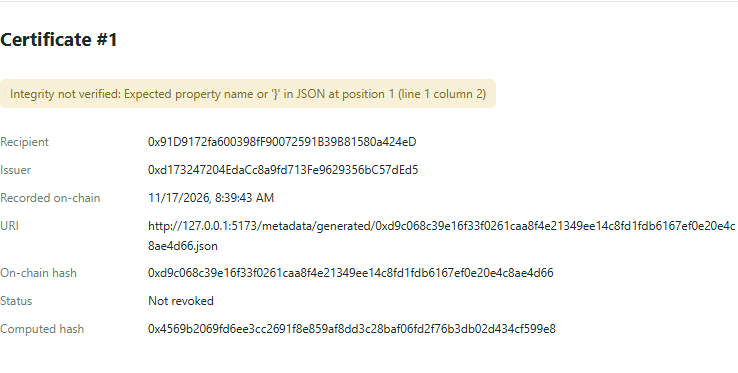 Certificate #1
Integrity not verified: Expected property name or '}' in JSON at position 1 (line 1 column 2)
Recipient 0x91D9172fa600398fF90072591B39B81580a424eD
Issuer 0xd173247204EdaCc8a9fd713Fe9629356bC57dEd5
Recorded on-chain 11/17/2026, 8:39:43 AM
URI http://127.0.0.1:5173/metadata/generated/0xd9c068c39e16f33f0261caa8f4e21349ee14c8fd1fdb6167ef0e20e4c
8ae4d66.json
On-chain hash 0xd9c068c39e16f33f0261caa8f4e21349ee14c8fd1fdb6167ef0e20e4c8ae4d66
Status Not revoked
Computed hash 0x4569b2069fd6ee3cc2691f8e859af8dd3c28baf06fd2f76b3db02d434cf599e8